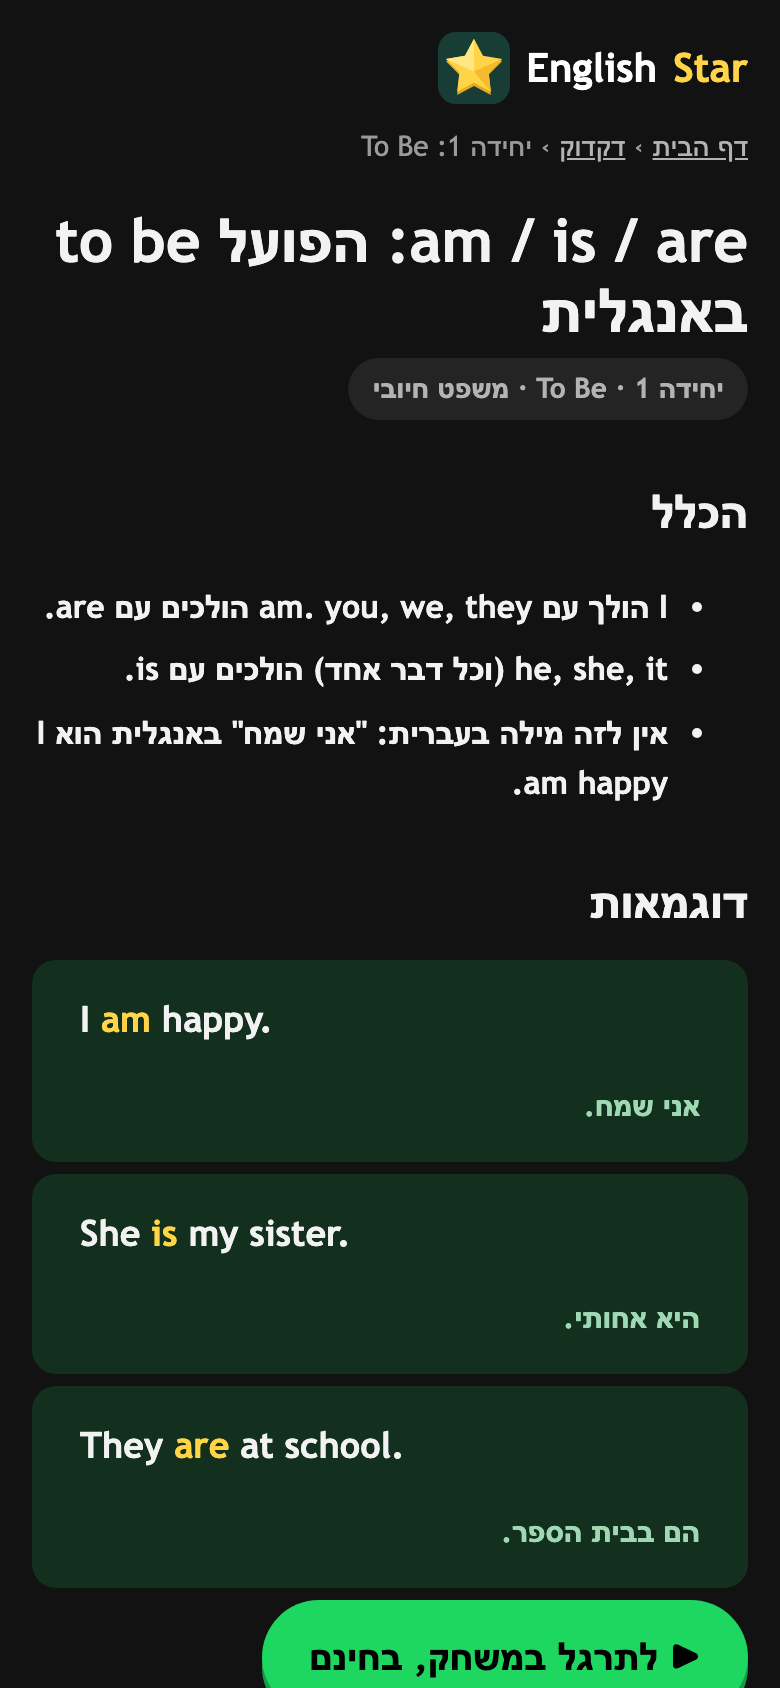 English Star
דף הבית › דקדוק › יחידה 1: To Be
am / is / are: הפועל to be
באנגלית
יחידה 1 · To Be · משפט חיובי
הכלל
• I הולך עם am. you, we, they הולכים עם are.
• he, she, it (וכל דבר אחד) הולכים עם is.
• אין לזה מילה בעברית: "אני שמח" באנגלית הוא I
am happy.
דוגמאות
I am happy.
אני שמח.
She is my sister.
היא אחותי.
They are at school.
הם בבית הספר.
▶ לתרגל במשחק, בחינם